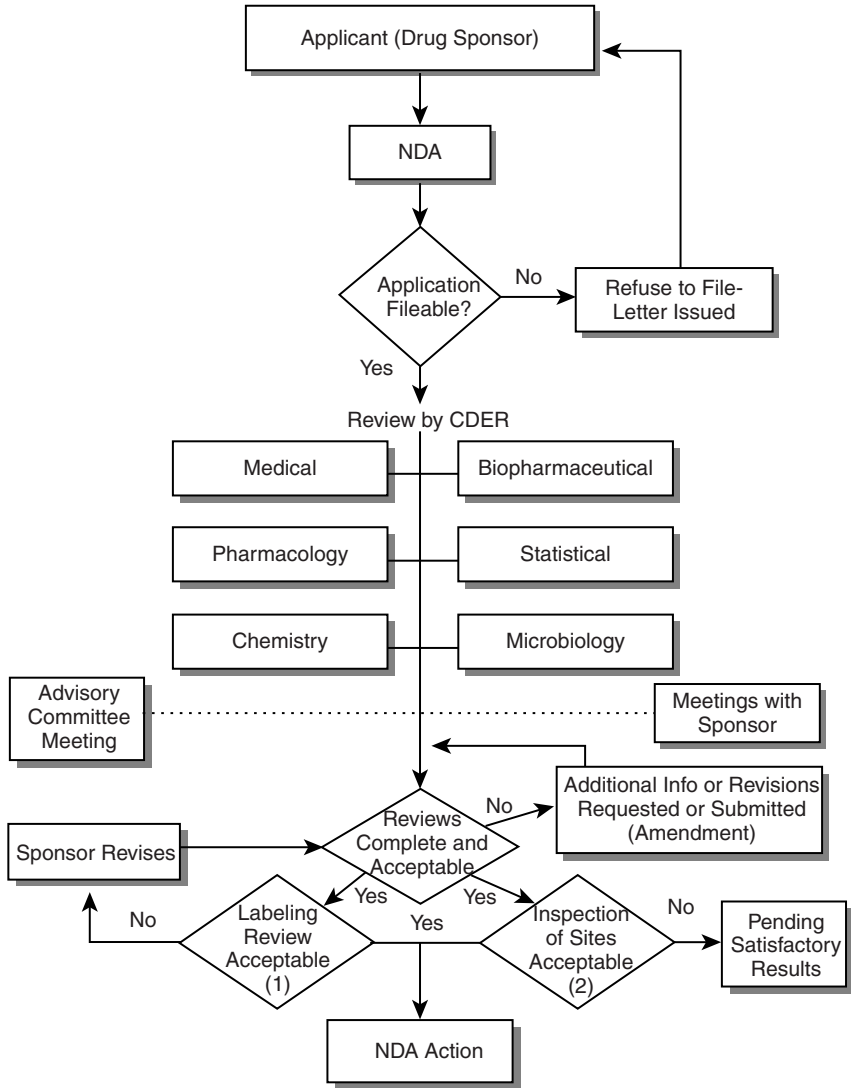 Applicant (Drug Sponsor)
NDA
Application
Fileable?
No
Refuse to File-
Letter Issued
Yes
Review by CDER
Medical
Biopharmaceutical
Pharmacology
Statistical
Chemistry
Microbiology
Advisory
Committee
Meeting
Meetings with
Sponsor
Additional Info or Revisions
Requested or Submitted
(Amendment)
No
Reviews
Complete and
Acceptable
Sponsor Revises
Yes
Yes
No
Labeling
Review
Acceptable
(1)
Yes
Inspection
of Sites
Acceptable
(2)
No
Pending
Satisfactory
Results
NDA Action